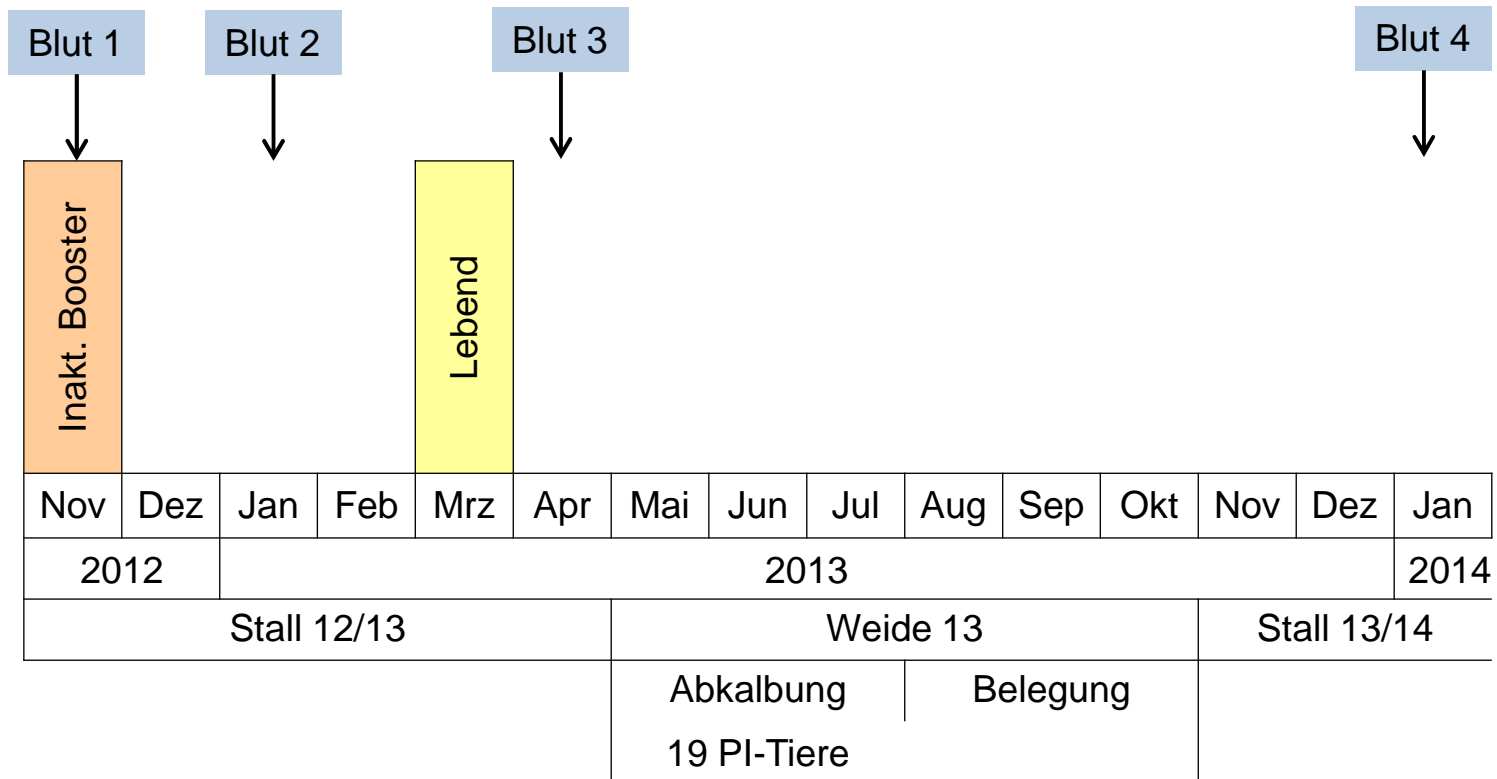 Blut 1 Blut 2 Blut 3 Blut 4
Inakt. Booster
Lebend
Nov Dez Jan Feb Mrz Apr Mai Jun Jul Aug Sep Okt Nov Dez Jan
2012 2013 2014
Stall 12/13 Weide 13 Stall 13/14
Abkalbung Belegung
19 PI-Tiere